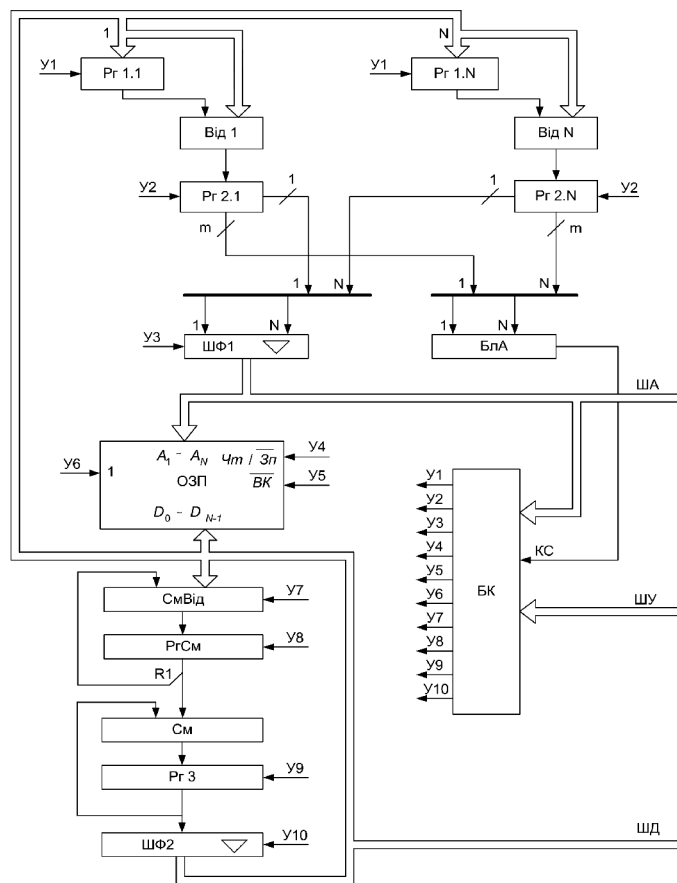 1
N
У1
Рг 1.1
У1
Рг 1.N
Від 1
Від N
У2
Рг 2.1
1
1
Рг 2.N
У2
m
m
1
N
1
N
1
N
1
N
У3
ШФ1
БлА
ША
A1 - AN
Чт / Зп
У4
У6
1
ОЗП
ВК
У5
D0 - DN-1
У1
У2
У3
У4
КС
У5
У6
БК
ШУ
У7
У8
У9
У10
СмВід
У7
РгСм
У8
R1
См
Рг 3
У9
ШФ2
У10
ШД